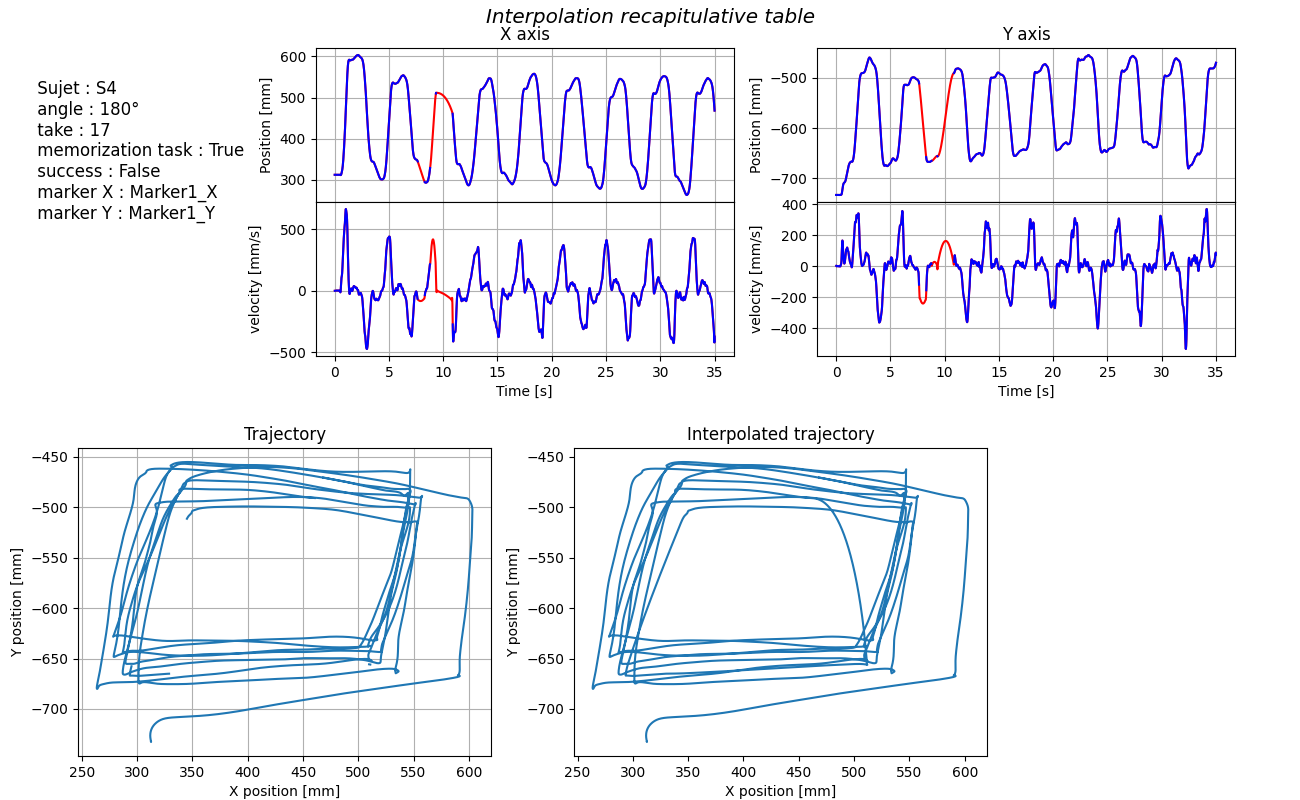 Interpolation recapitulative table
X axis
Y axis
Sujet : S4
angle : 180°
take : 17
memorization task : True
success : False
marker X : Marker1_X
marker Y : Marker1_Y
Position [mm]
600
500
400
300
velocity [mm/s]
500
0
−500
0 5 10 15 20 25 30 35
Time [s]
Position [mm]
−500
−600
−700
velocity [mm/s]
400
200
0
−200
−400
0 5 10 15 20 25 30 35
Time [s]
Trajectory
Y position [mm]
−450
−500
−550
−600
−650
−700
250 300 350 400 450 500 550 600
X position [mm]
Interpolated trajectory
Y position [mm]
−450
−500
−550
−600
−650
−700
250 300 350 400 450 500 550 600
X position [mm]